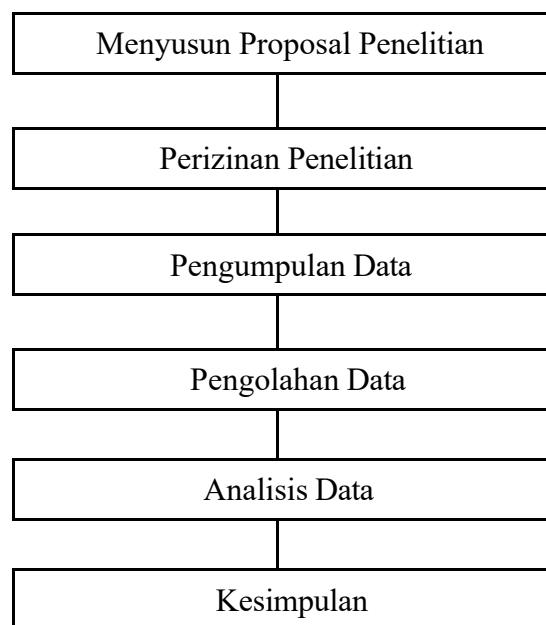 Menyusun Proposal Penelitian
Perizinan Penelitian
Pengumpulan Data
Pengolahan Data
Analisis Data
Kesimpulan